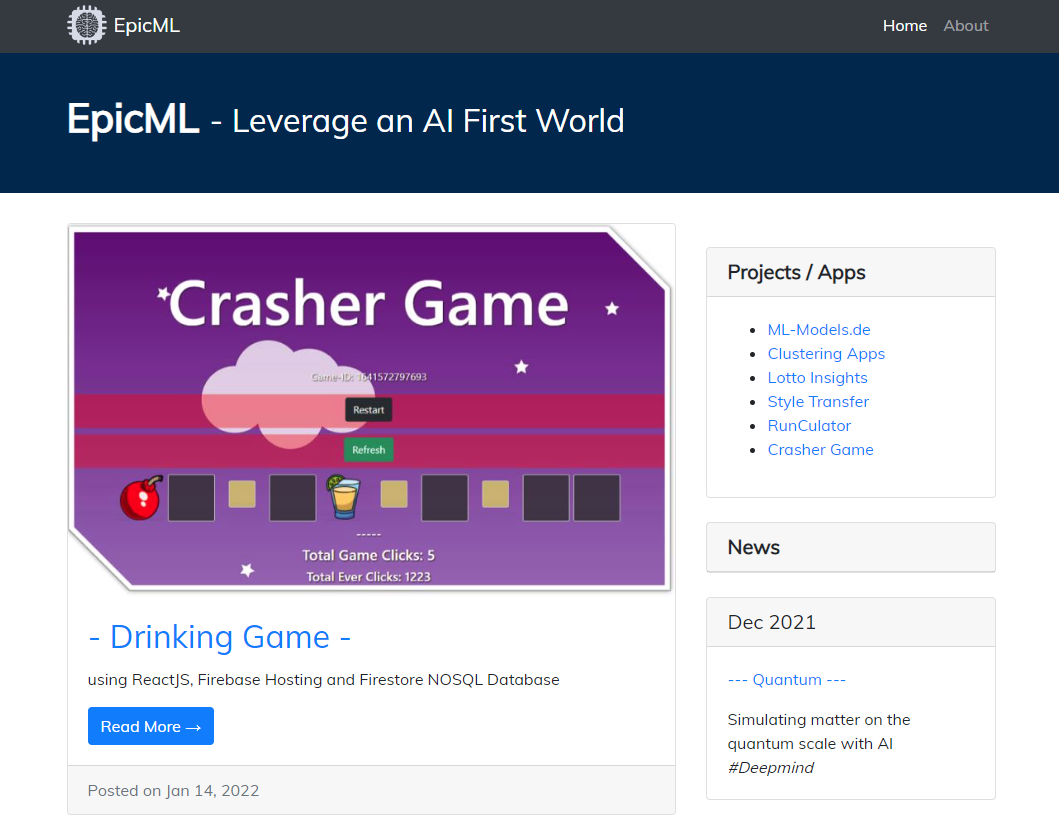 EpicML
Home About
EpicML - Leverage an AI First World
Crasher Game
Game-ID: 1641572797693
Restart
Refresh
-----
Total Game Clicks: 5
Total Ever Clicks: 1223
- Drinking Game -
using ReactJS, Firebase Hosting and Firestore NOSQL Database
Read More →
Posted on Jan 14, 2022
Projects / Apps
ML-Models.de
Clustering Apps
Lotto Insights
Style Transfer
RunCulator
Crasher Game
News
Dec 2021
--- Quantum ---
Simulating matter on the
quantum scale with AI
#Deepmind